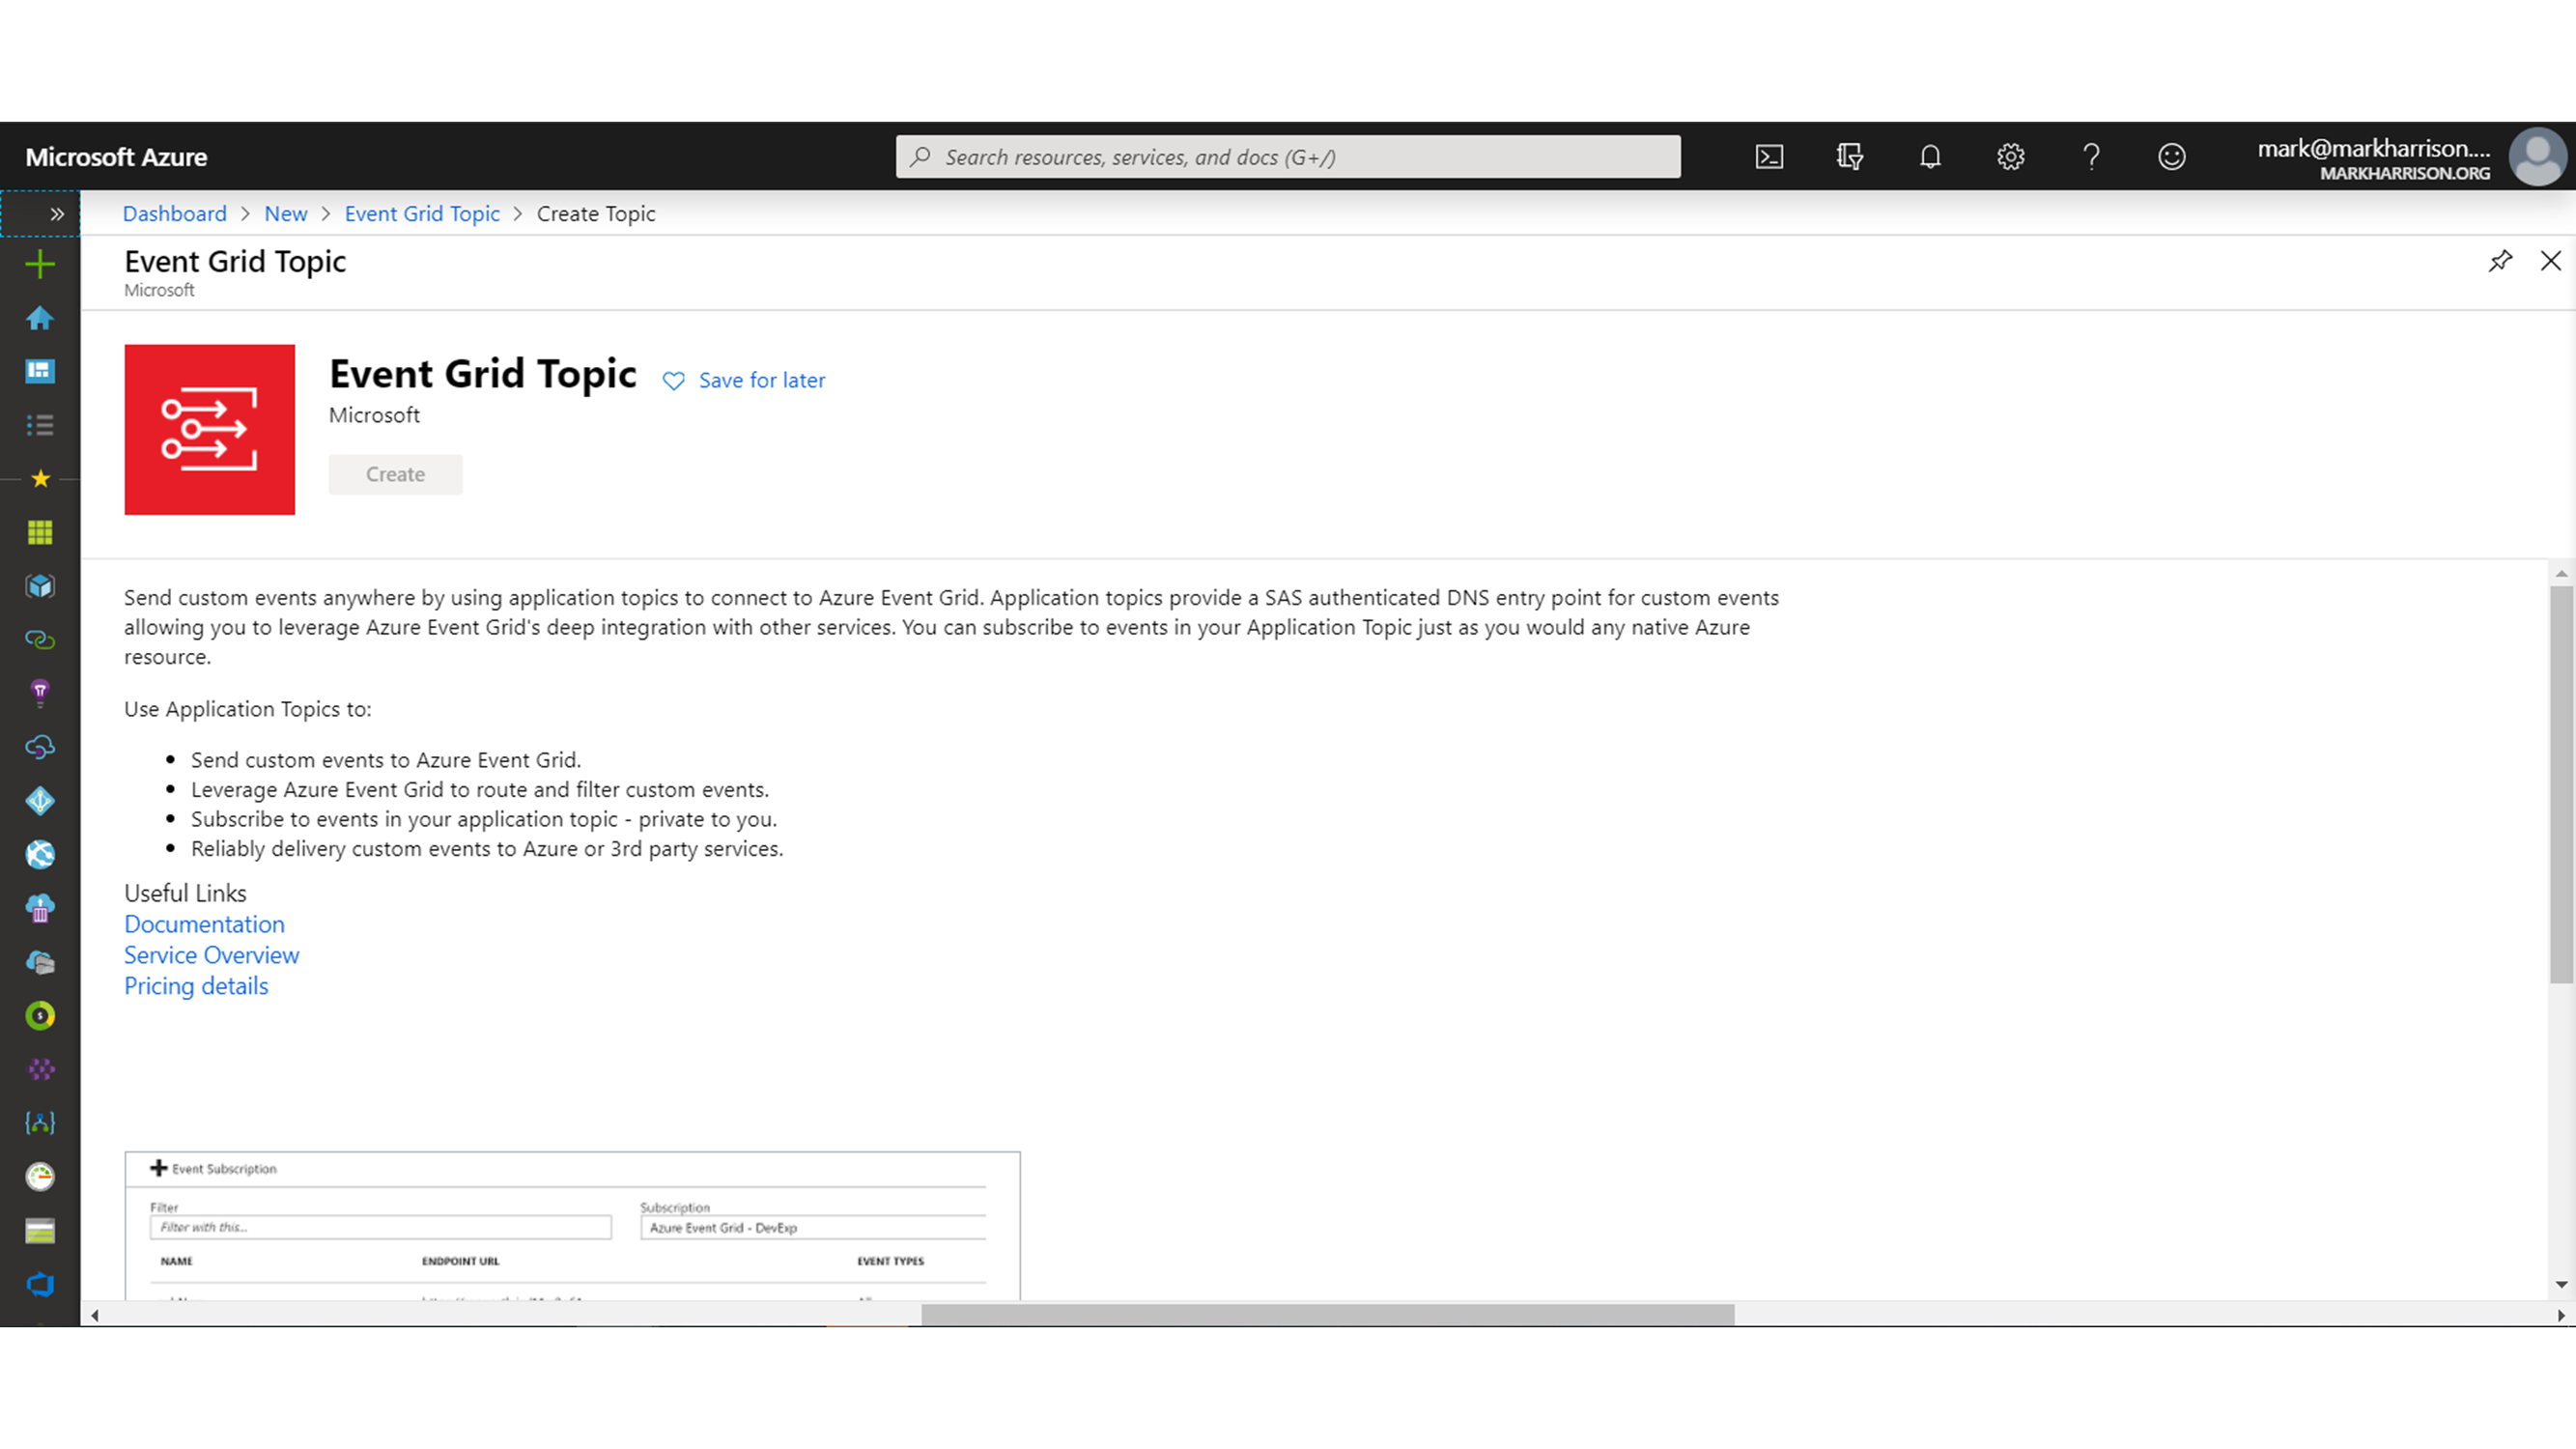 Microsoft Azure
Search resources, services, and docs (G+/)
mark@markharrison....
MARKHARRISON.ORG
Dashboard > New > Event Grid Topic > Create Topic
Event Grid Topic
Microsoft
Event Grid Topic
Save for later
Microsoft
Create
Send custom events anywhere by using application topics to connect to Azure Event Grid. Application topics provide a SAS authenticated DNS entry point for custom events
allowing you to leverage Azure Event Grid's deep integration with other services. You can subscribe to events in your Application Topic just as you would any native Azure
resource.
Use Application Topics to:
• Send custom events to Azure Event Grid.
• Leverage Azure Event Grid to route and filter custom events.
• Subscribe to events in your application topic - private to you.
• Reliably delivery custom events to Azure or 3rd party services.
Useful Links
Documentation
Service Overview
Pricing details
Event Subscription
Filter Subscription
Filter with this... Azure Event Grid - DevExp
NAME ENDPOINT URL EVENT TYPES